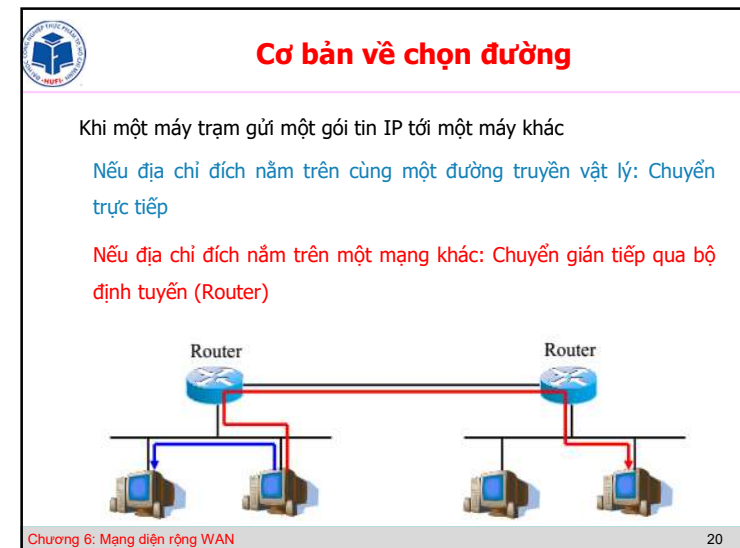 Cơ bản về chọn đường
Khi một máy trạm gửi một gói tin IP tới một máy khác
Nếu địa chỉ đích nằm trên cùng một đường truyền vật lý: Chuyển
trực tiếp
Nếu địa chỉ đích nắm trên một mạng khác: Chuyển gián tiếp qua bộ
định tuyến (Router)
Router
Router
Chương 6: Mạng diện rộng WAN
20